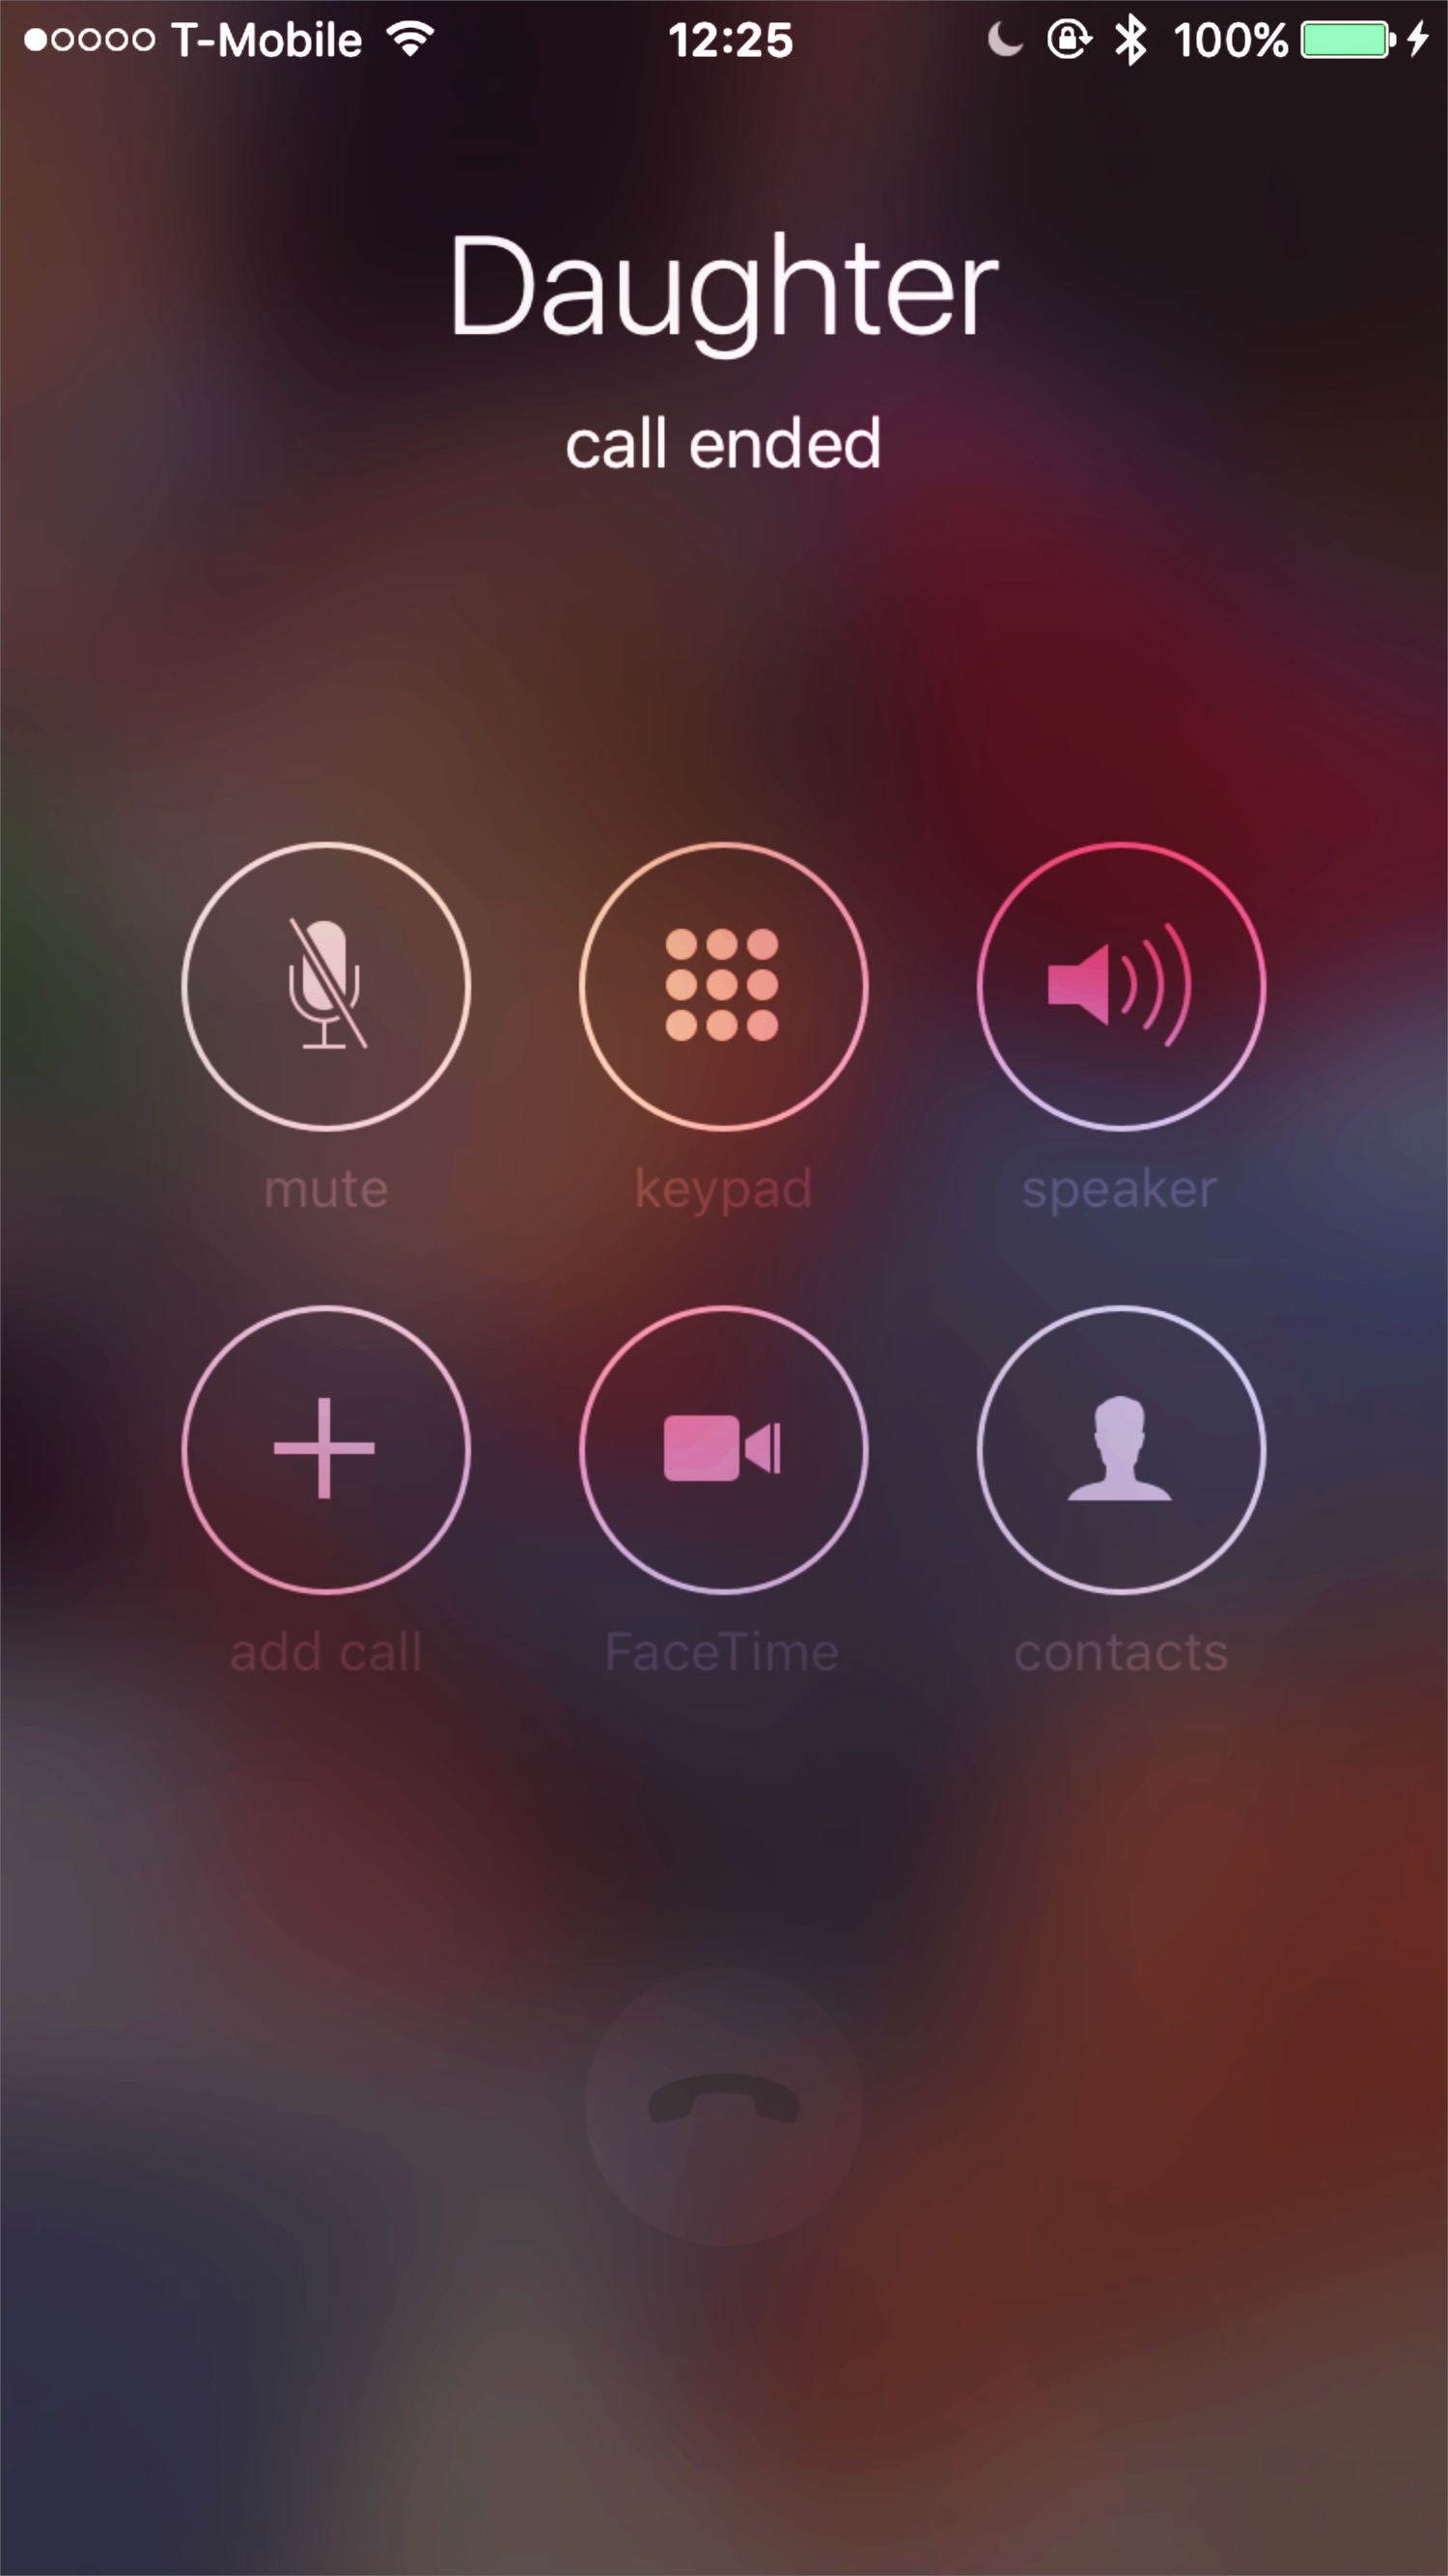 T-Mobile 12:25 100%
Daughter
call ended
mute keypad speaker
add call FaceTime contacts